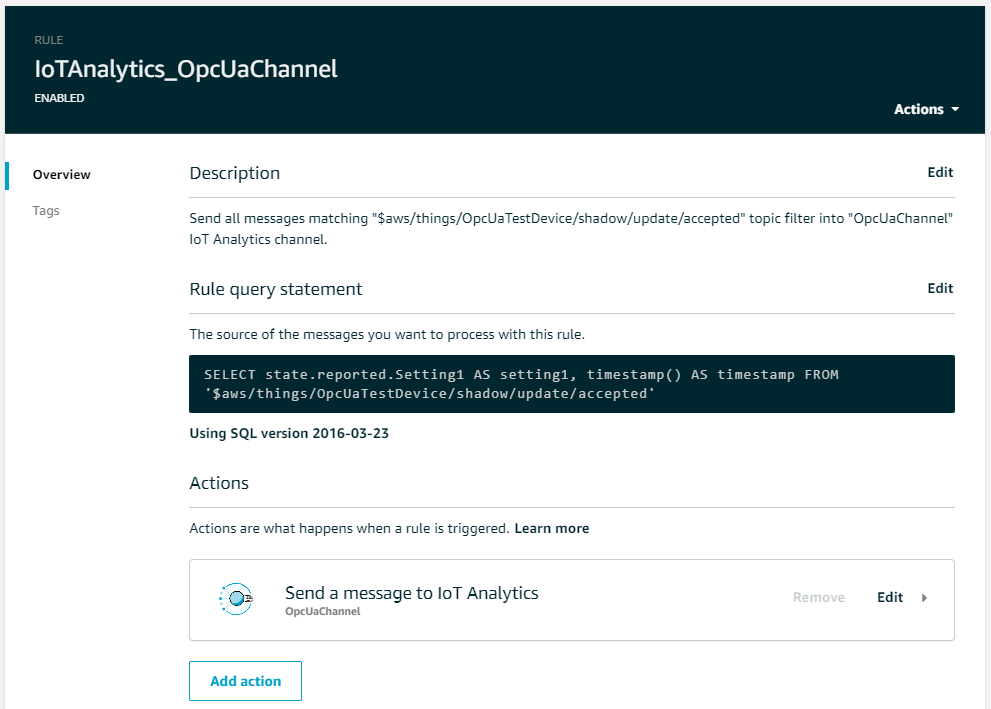 RULE
IoTAnalytics_OpcUaChannel
ENABLED
Actions
Overview
Tags
Description
Edit
Send all messages matching "$aws/things/OpcUaTestDevice/shadow/update/accepted" topic filter into "OpcUaChannel"
IoT Analytics channel.
Rule query statement
Edit
The source of the messages you want to process with this rule.
SELECT state.reported.Setting1 AS setting1, timestamp() AS timestamp FROM
'$aws/things/OpcUaTestDevice/shadow/update/accepted'
Using SQL version 2016-03-23
Actions
Actions are what happens when a rule is triggered. Learn more
Send a message to IoT Analytics
OpcUaChannel
Remove
Edit
Add action